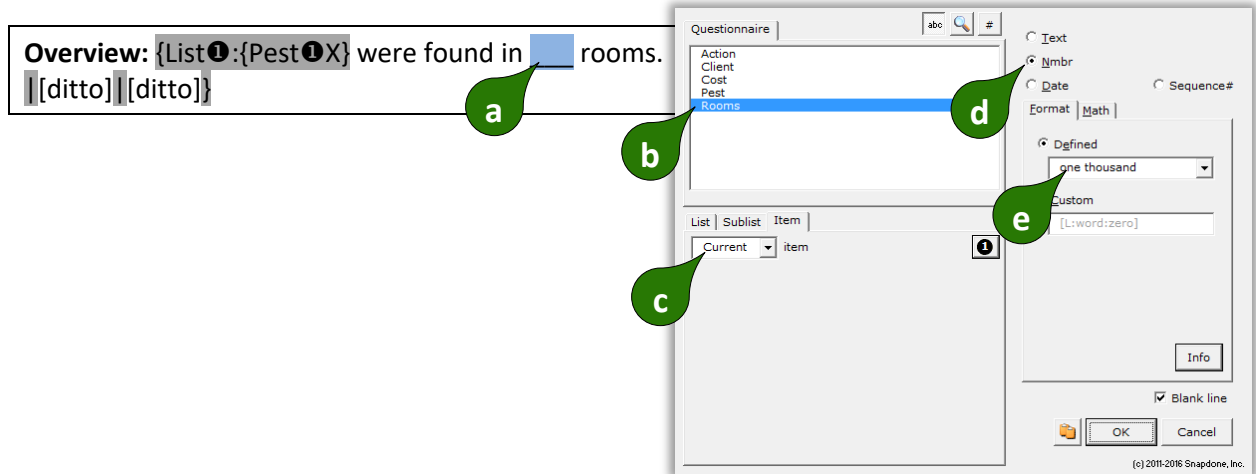 Overview: {List❶:{Pest❶X} were found in ___ rooms.
|[ditto]|[ditto]}
a
b
c
d
e
Questionnaire
abc
#
Action
Client
Cost
Pest
Rooms
List
Sublist
Item
Current
item
❶
Text
Nmbr
Date
Sequence#
Format
Math
Defined
one thousand
Custom
[L:word:zero]
Info
Blank line
OK
Cancel
(c) 2011-2016 Snapdone, Inc.